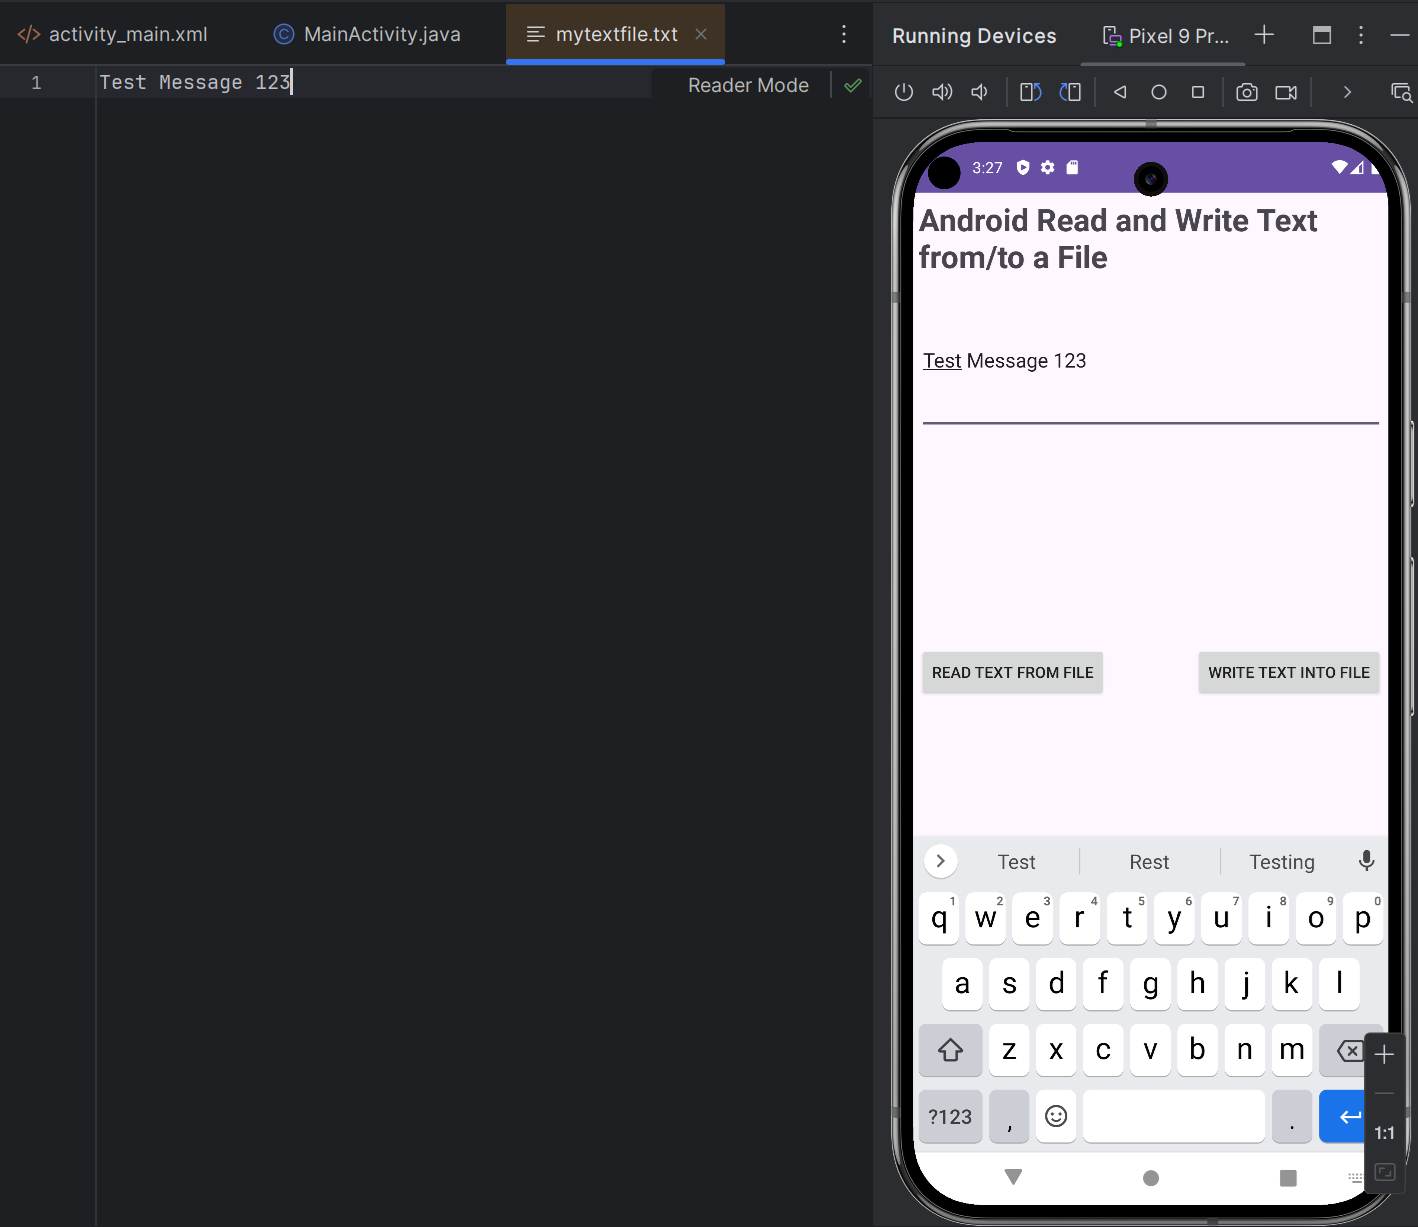 activity_main.xml
MainActivity.java
mytextfile.txt
1
Test Message 123
Reader Mode
Running Devices
Pixel 9 Pr...
3:27
Android Read and Write Text
from/to a File
Test Message 123
READ TEXT FROM FILE
WRITE TEXT INTO FILE
Test
Rest
Testing
q 1 w 2 e 3 r 4 t 5 y 6 u 7 i 8 o 9 p 0
a s d f g h j k l
z x c v b n m
?123 , .
1:1